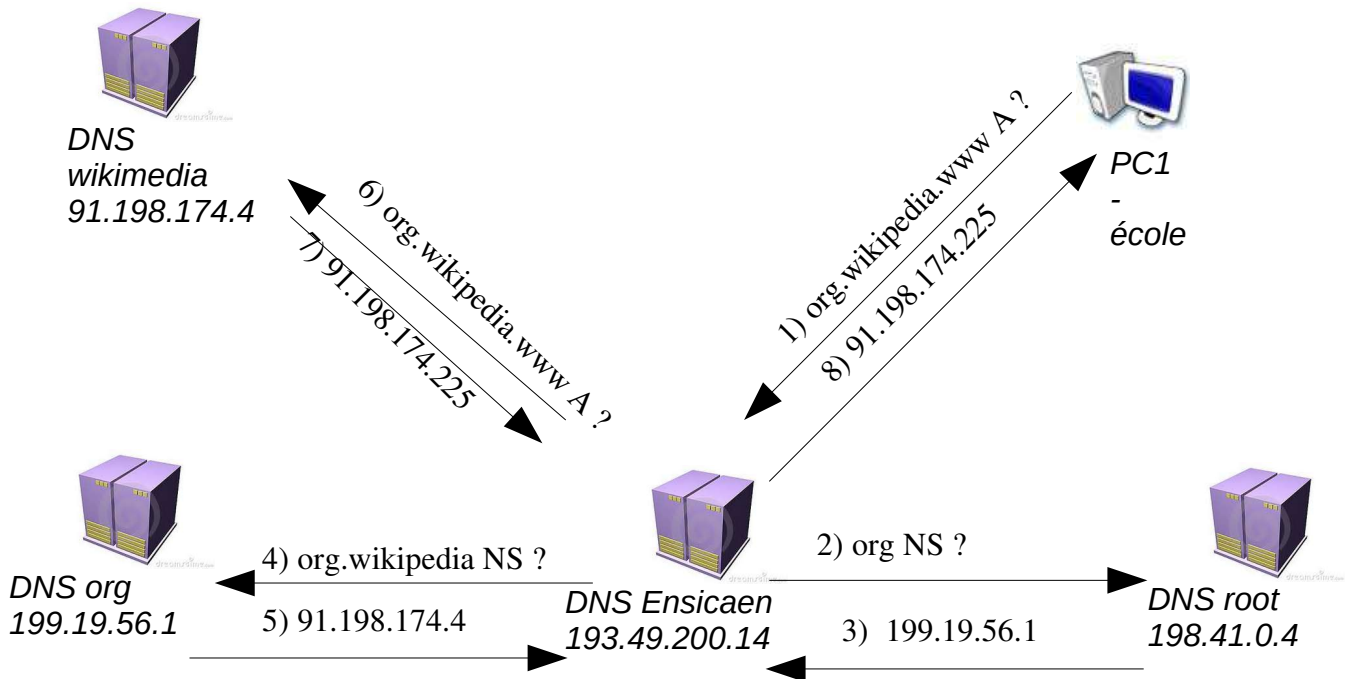 DNS
wikimedia
91.198.174.4
PC1
-
école
1) org.wikipedia.www A ?
8) 91.198.174.225
6) org.wikipedia.www A ?
7) 91.198.174.225
4) org.wikipedia NS ?
5) 91.198.174.4
2) org NS ?
3) 199.19.56.1
DNS org
199.19.56.1
DNS Ensicaen
193.49.200.14
DNS root
198.41.0.4